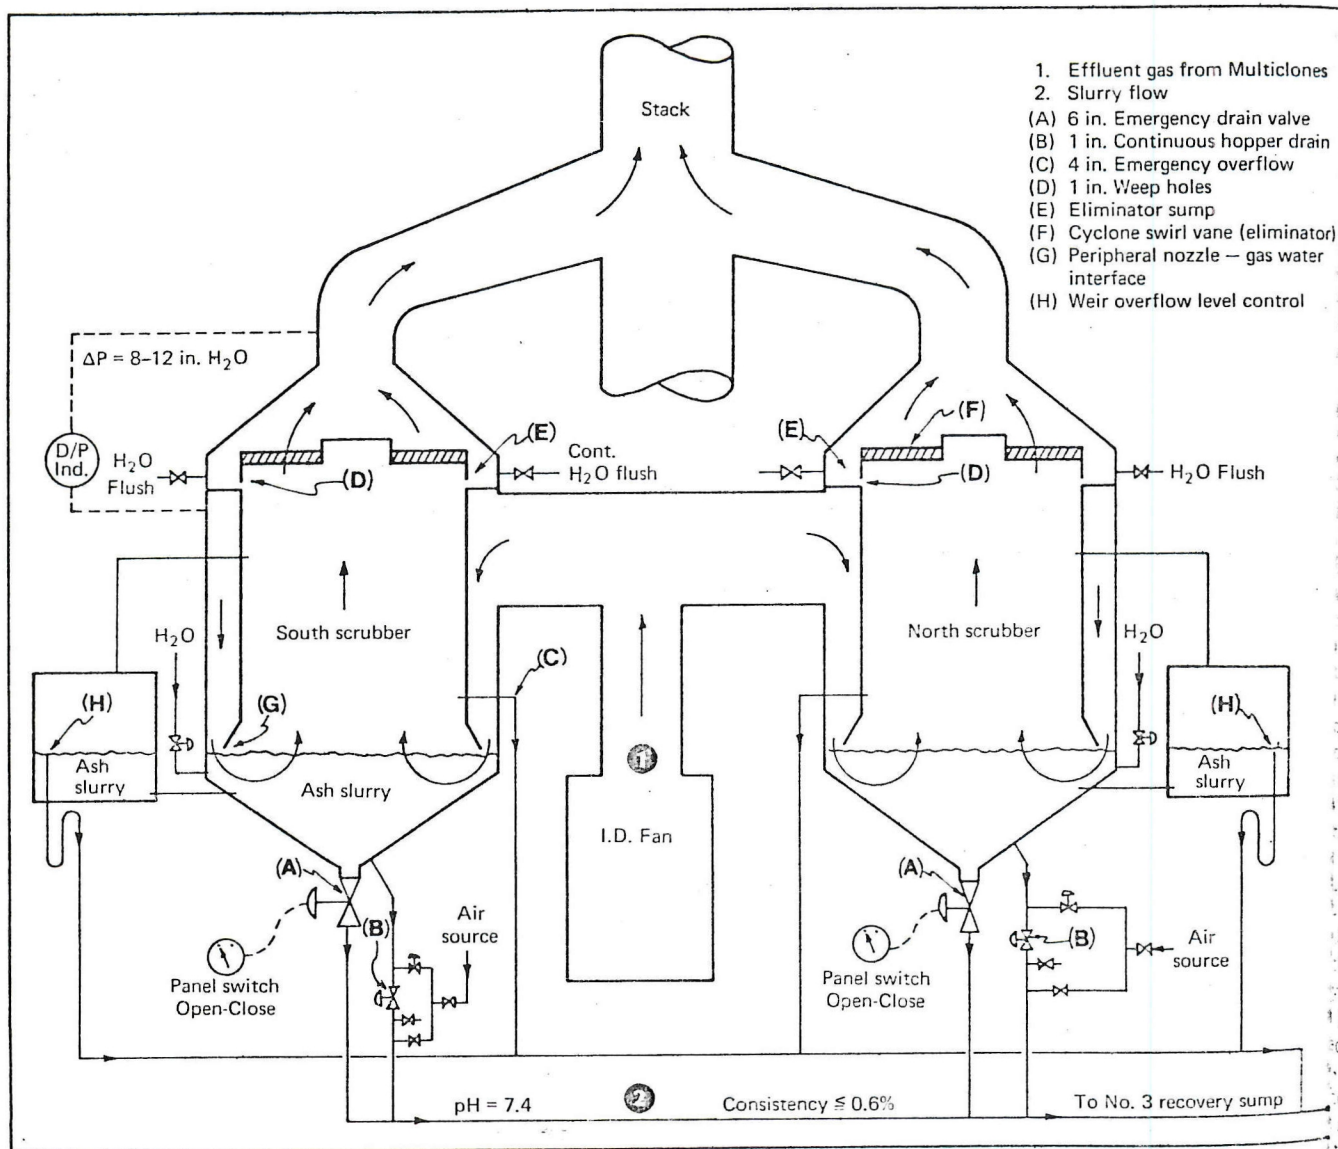 1. Effluent gas from Multiclones
2. Slurry flow
(A) 6 in. Emergency drain valve
(B) 1 in. Continuous hopper drain
(C) 4 in. Emergency overflow
(D) 1 in. Weep holes
(E) Eliminator sump
(F) Cyclone swirl vane (eliminator)
(G) Peripheral nozzle — gas water
interface
(H) Weir overflow level control
Stack
ΔP = 8-12 in. H₂O
D/P
Ind.
H₂O
Flush
(D)
(E)
Cont.
H₂O flush
(E)
(F)
(D)
H₂O Flush
H₂O
South scrubber
(C)
North scrubber
H₂O
(H)
Ash
slurry
(G)
Ash slurry
1
I.D. Fan
Ash slurry
(H)
Ash
slurry
(A)
Panel switch
Open-Close
(B)
Air
source
(A)
Panel switch
Open-Close
(B)
Air
source
pH = 7.4
2
Consistency ≦ 0.6%
To No. 3 recovery sump